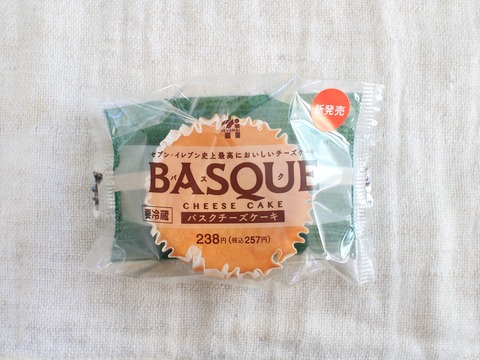 新発売
セブン-イレブン史上最高においしいチーズケーキ
バスク
BASQUE
CHEESE CAKE
要冷蔵
バスクチーズケーキ
238円(税込257円)